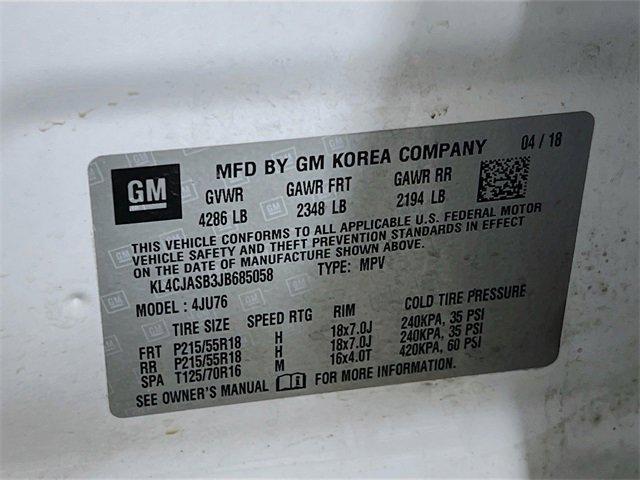 GM
MFD BY GM KOREA COMPANY 04 / 18
GVWR GAWR FRT GAWR RR
4286 LB 2348 LB 2194 LB
THIS VEHICLE CONFORMS TO ALL APPLICABLE U.S. FEDERAL MOTOR
VEHICLE SAFETY AND THEFT PREVENTION STANDARDS IN EFFECT
ON THE DATE OF MANUFACTURE SHOWN ABOVE.
KL4CJASB3JB685058 TYPE: MPV
MODEL : 4JU76
TIRE SIZE SPEED RTG RIM COLD TIRE PRESSURE
FRT P215/55R18 H 18x7.0J 240KPA, 35 PSI
RR P215/55R18 H 18x7.0J 240KPA, 35 PSI
SPA T125/70R16 M 16x4.0T 420KPA, 60 PSI
SEE OWNER'S MANUAL FOR MORE INFORMATION.